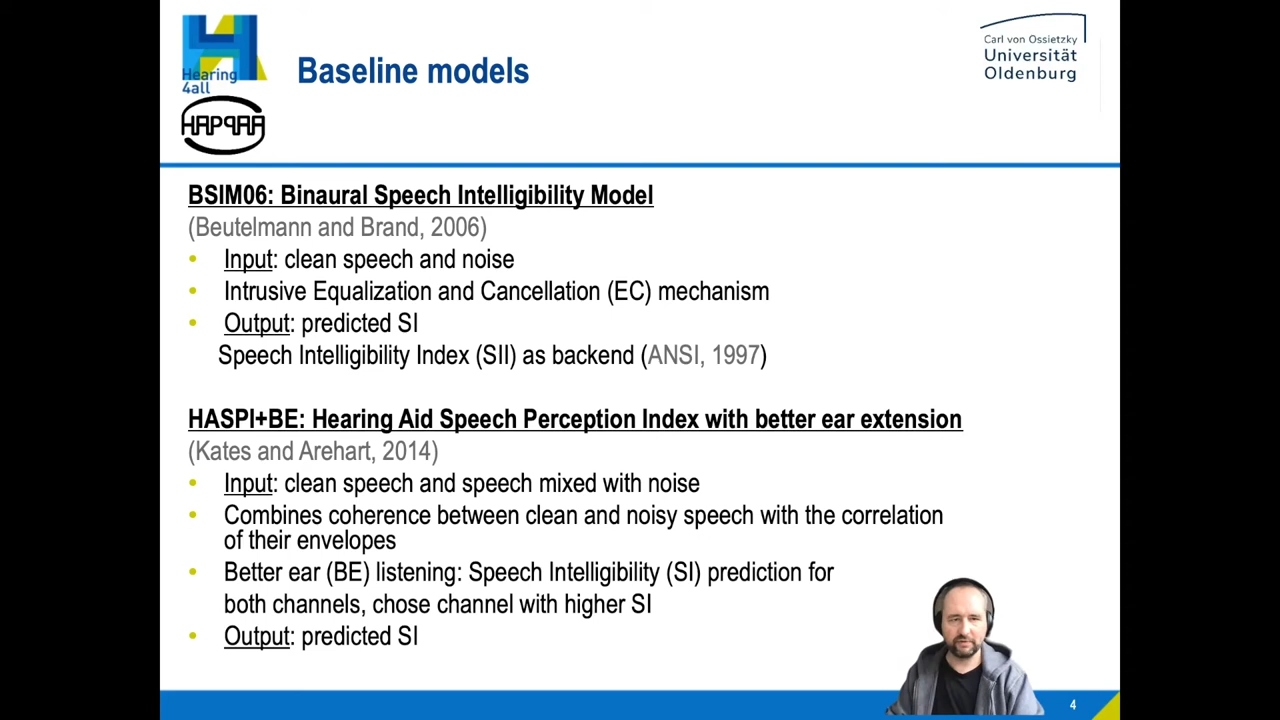 Hearing
4all
Baseline models
Carl von Ossietzky
Universität
Oldenburg
BSIM06: Binaural Speech Intelligibility Model
(Beutelmann and Brand, 2006)
• Input: clean speech and noise
• Intrusive Equalization and Cancellation (EC) mechanism
• Output: predicted SI
Speech Intelligibility Index (SII) as backend (ANSI, 1997)
HASPI+BE: Hearing Aid Speech Perception Index with better ear extension
(Kates and Arehart, 2014)
• Input: clean speech and speech mixed with noise
• Combines coherence between clean and noisy speech with the correlation
of their envelopes
• Better ear (BE) listening: Speech Intelligibility (SI) prediction for
both channels, chose channel with higher SI
• Output: predicted SI
4